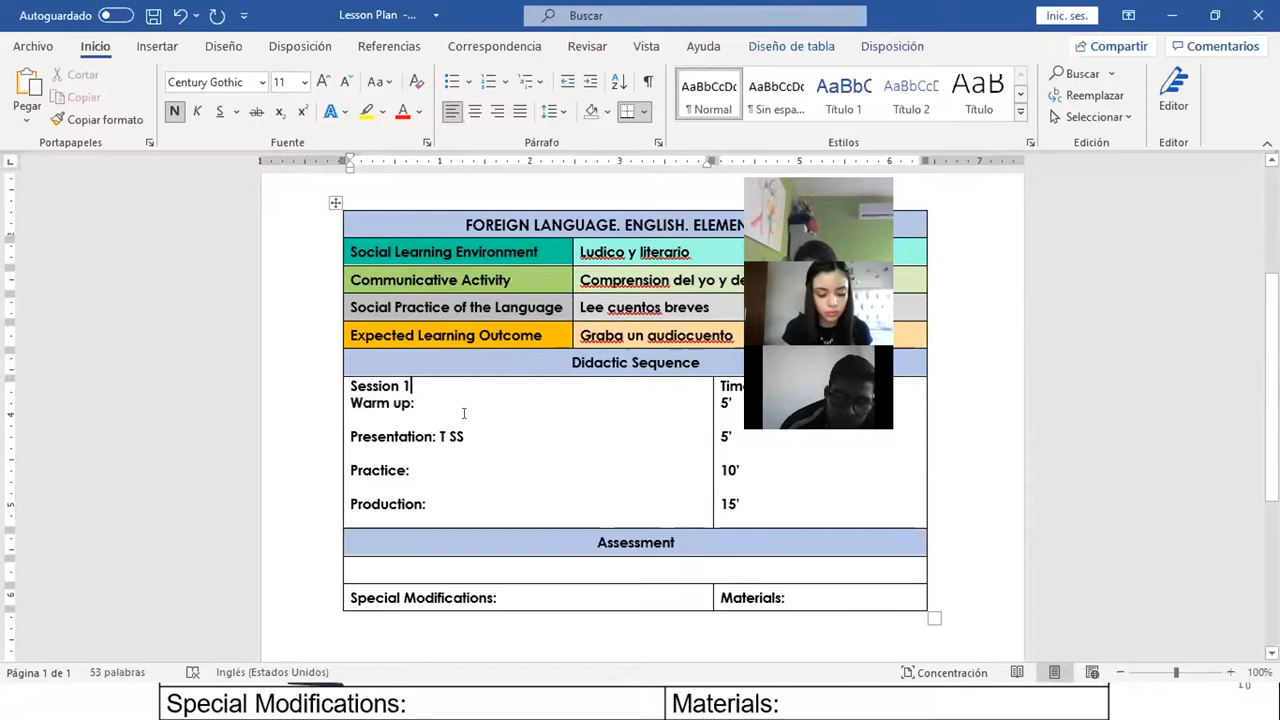 Autoguardado
Lesson Plan -...
Buscar
Inic. ses.
Archivo Inicio Insertar Diseño Disposición Referencias Correspondencia Revisar Vista Ayuda Diseño de tabla Disposición
Compartir Comentarios
Pegar
Cortar
Copiar
Copiar formato
Portapapeles
Century Gothic 11
Fuente
Párrafo
AaBbCcDc AaBbCcDc AaBbC AaBbCcD AaB
¶ Normal ¶ Sin espa... Título 1 Título 2 Título
Estilos
Buscar
Reemplazar
Seleccionar
Edición
Editor
Editor
FOREIGN LANGUAGE. ENGLISH. ELEMEN
Social Learning Environment Ludico y literario
Communicative Activity Comprension del yo y de
Social Practice of the Language Lee cuentos breves
Expected Learning Outcome Graba un audiocuento
Didactic Sequence
Session 1 Time
Warm up: 5'
Presentation: T SS 5'
Practice: 10'
Production: 15'
Assessment
Special Modifications: Materials:
Página 1 de 1 53 palabras Inglés (Estados Unidos) Concentración 100%
Special Modifications: Materials: